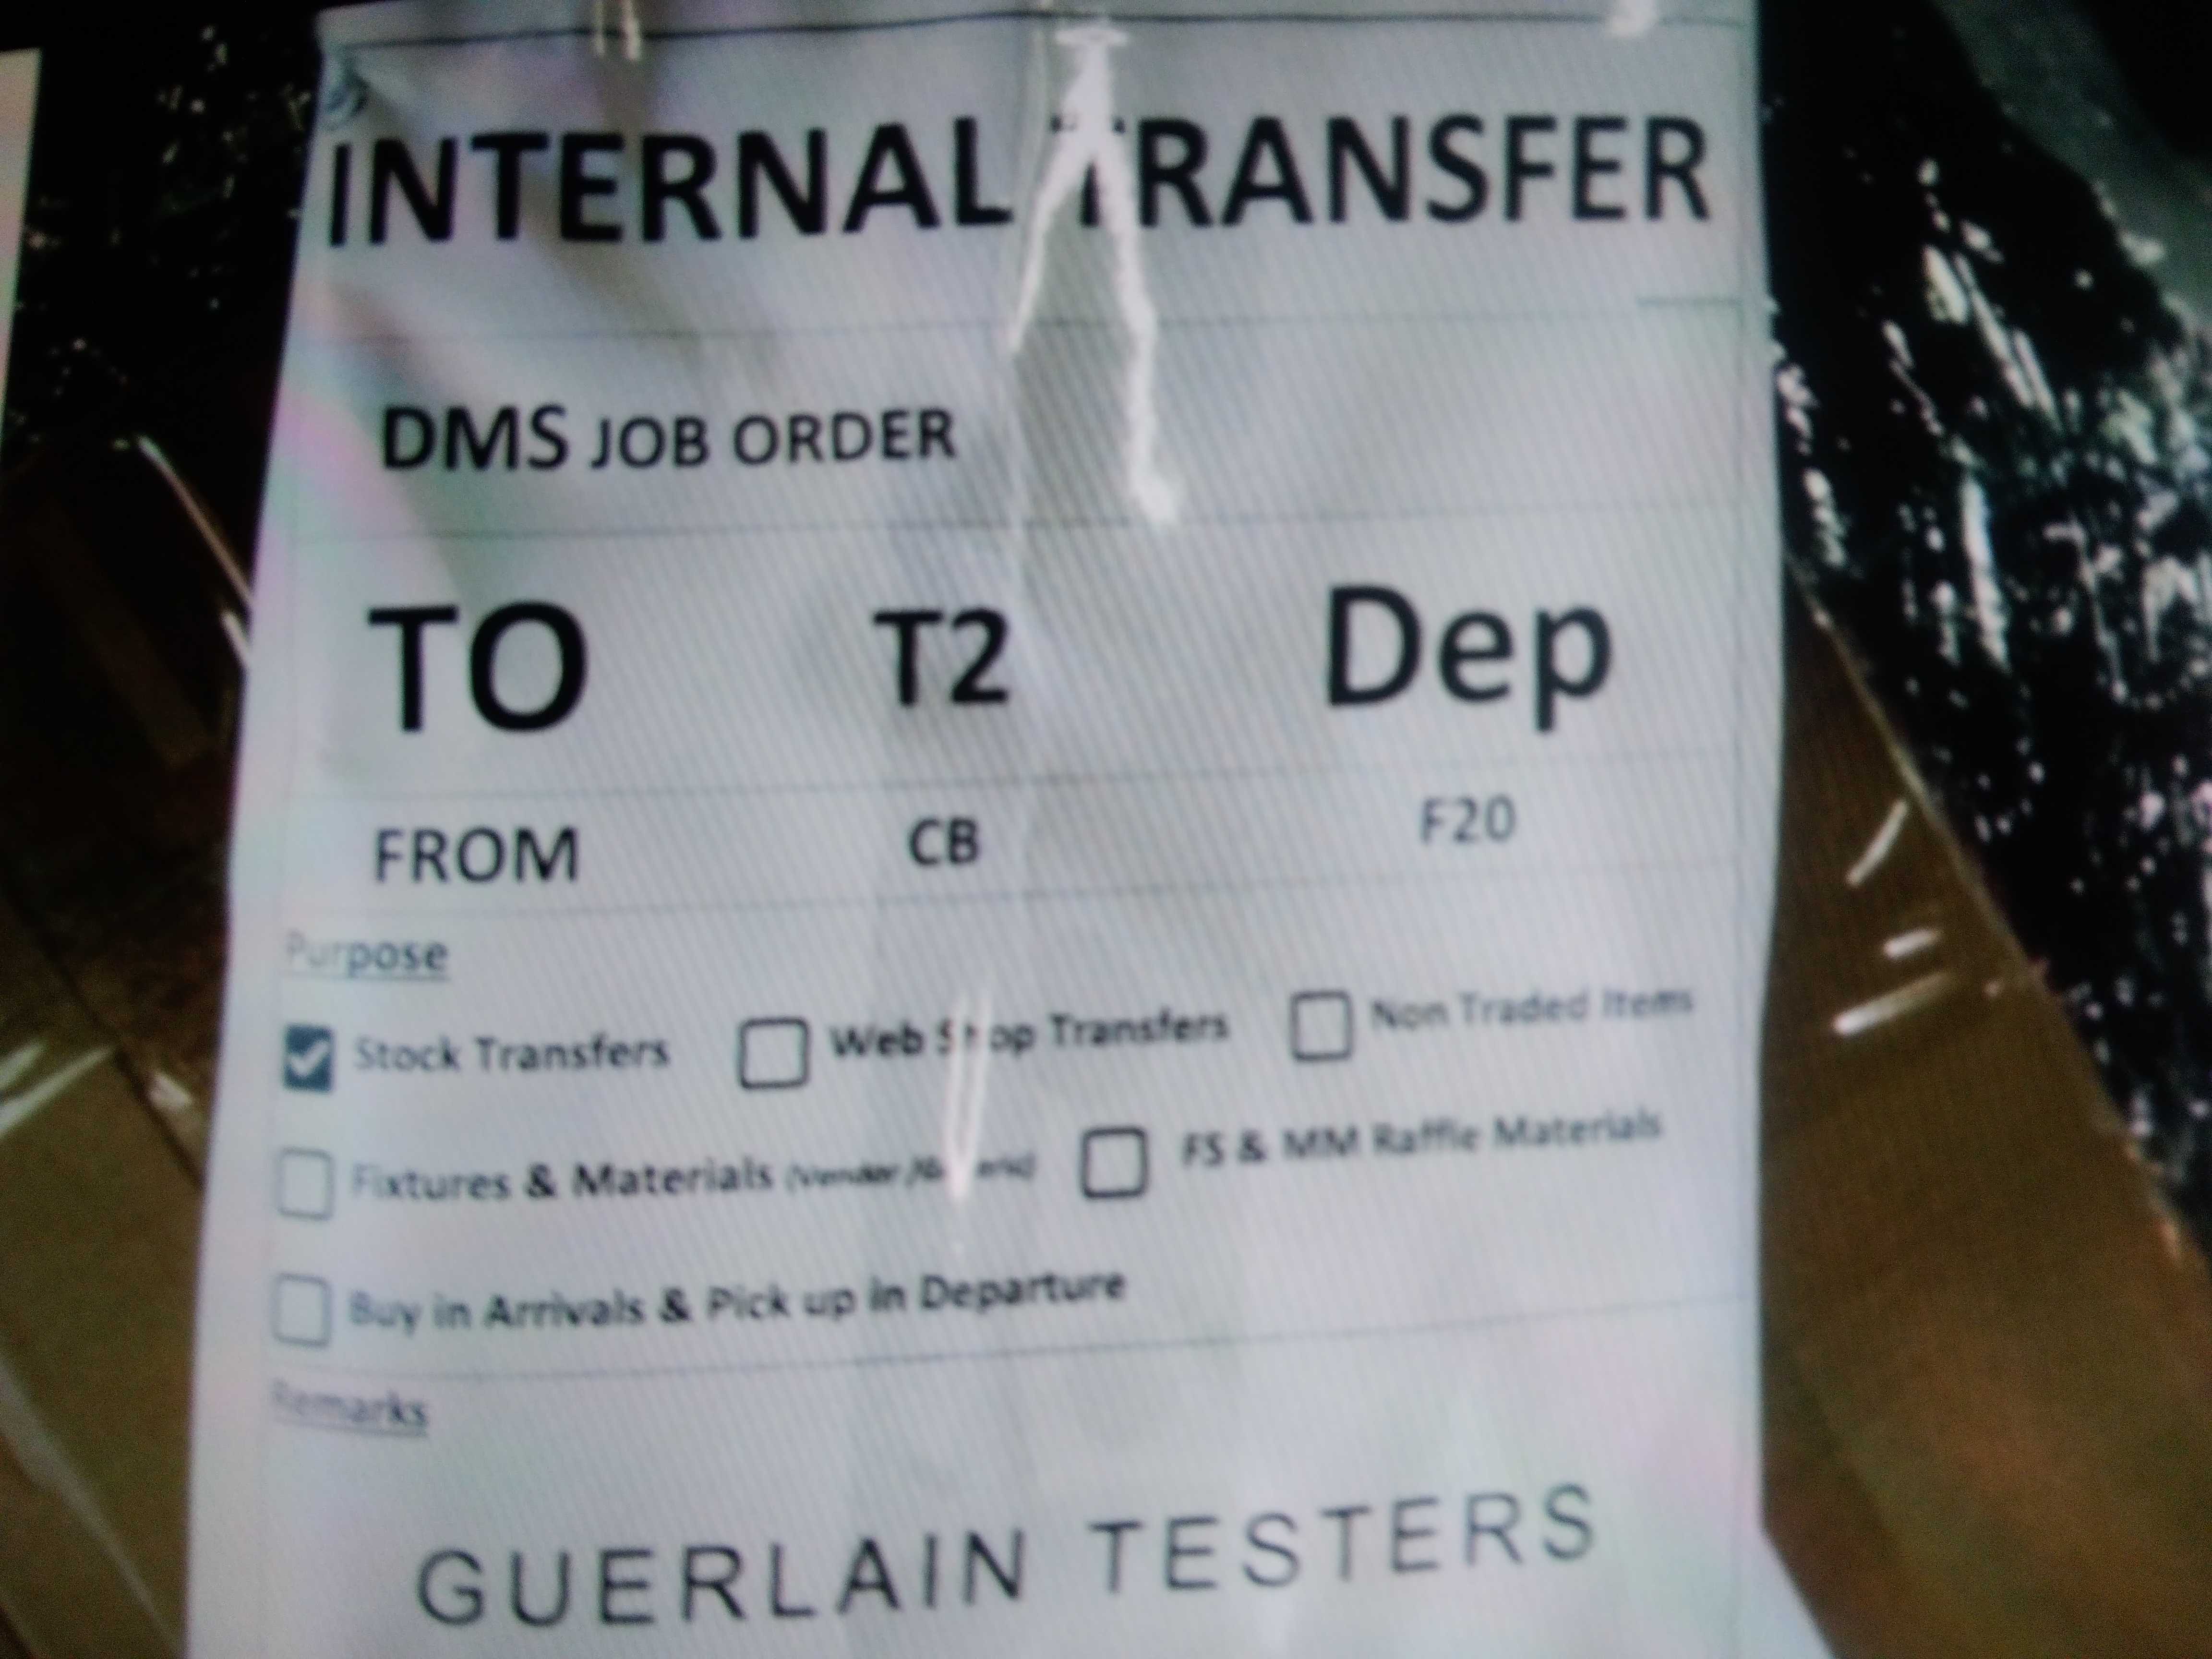 INTERNAL TRANSFER
DMS JOB ORDER
TO T2 Dep
FROM CB F20
Purpose
Stock Transfers Web Shop Transfers Non Traded Items
Fixtures & Materials (Vendor FS & MM Raffle Materials
Buy in Arrivals & Pick up in Departure
Remarks
GUERLAIN TESTERS